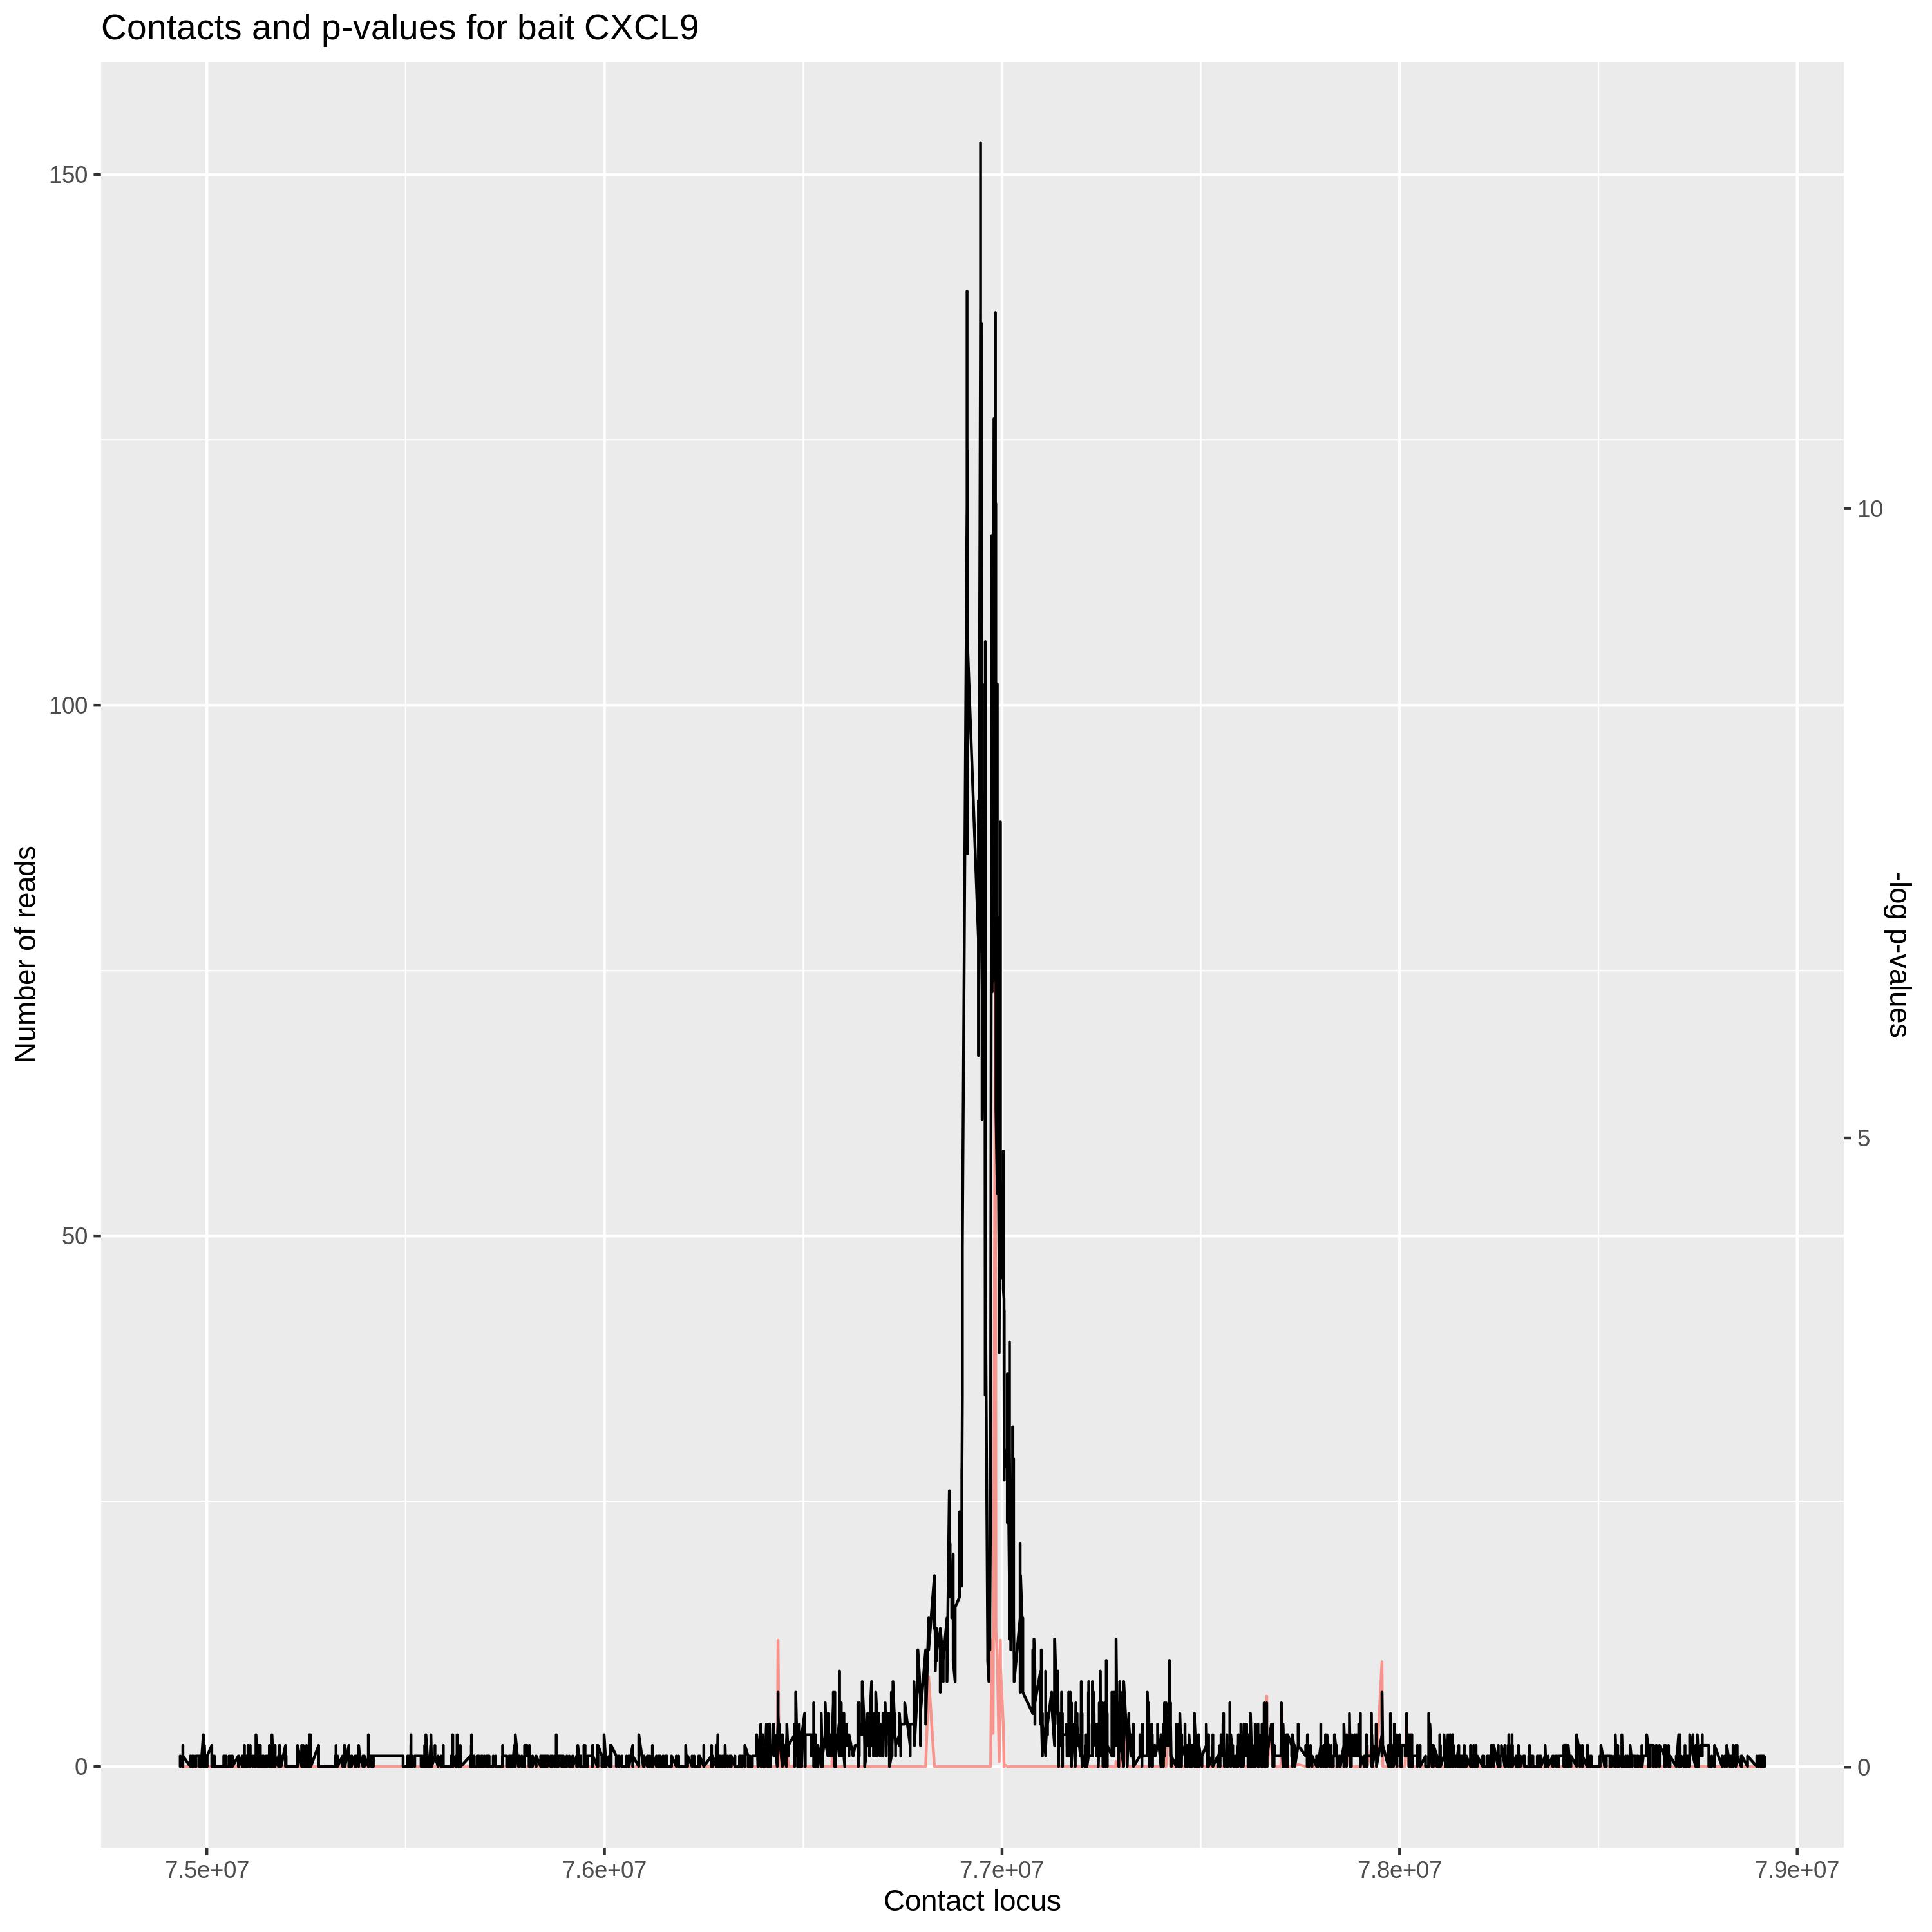 Contacts and p-values for bait CXCL9
150
100
50
0
Number of reads
10
5
0
-log p-values
7.5e+07 7.6e+07 7.7e+07 7.8e+07 7.9e+07
Contact locus